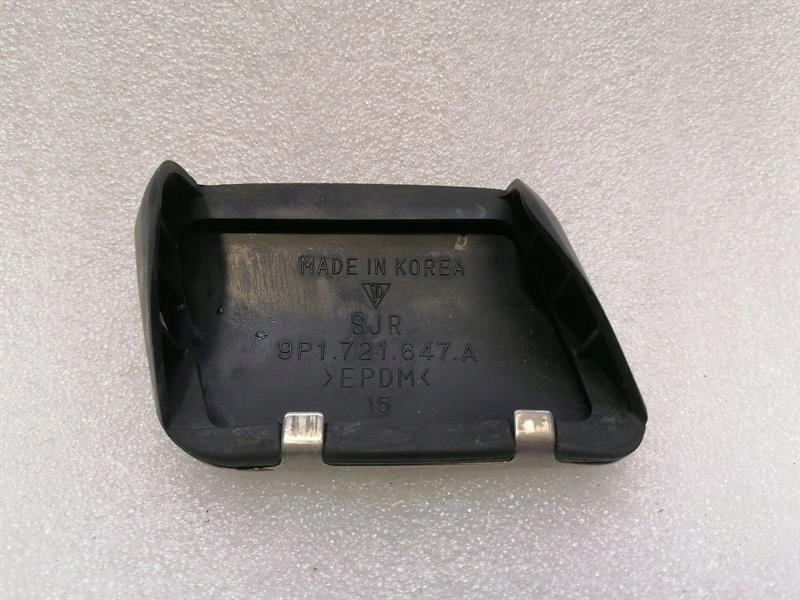 MADE IN KOREA
SJR
9P1.721.647.A
>EPDM<
15